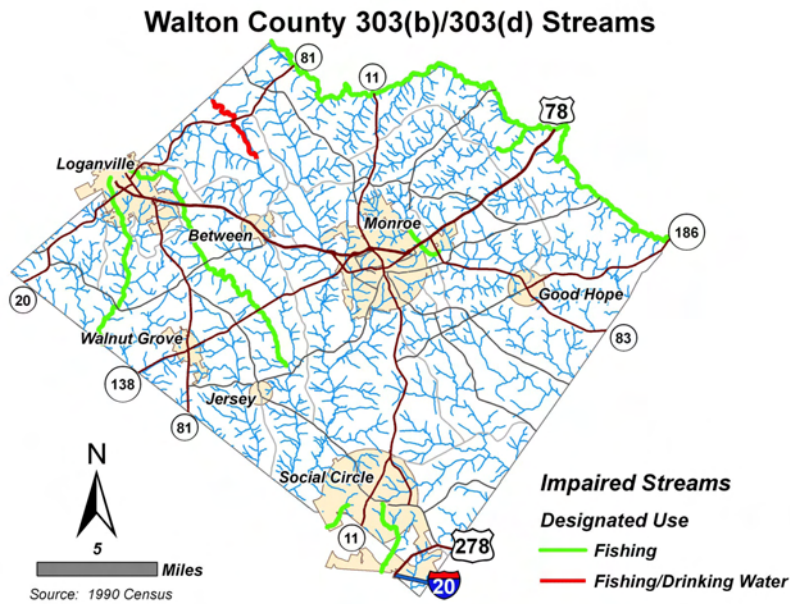 Walton County 303(b)/303(d) Streams
81
11
78
Loganville
Monroe
Between
186
20
Good Hope
Walnut Grove
83
138
Jersey
81
N
Social Circle
Impaired Streams
Designated Use
11
278
5
Fishing
Miles
20
Fishing/Drinking Water
Source: 1990 Census